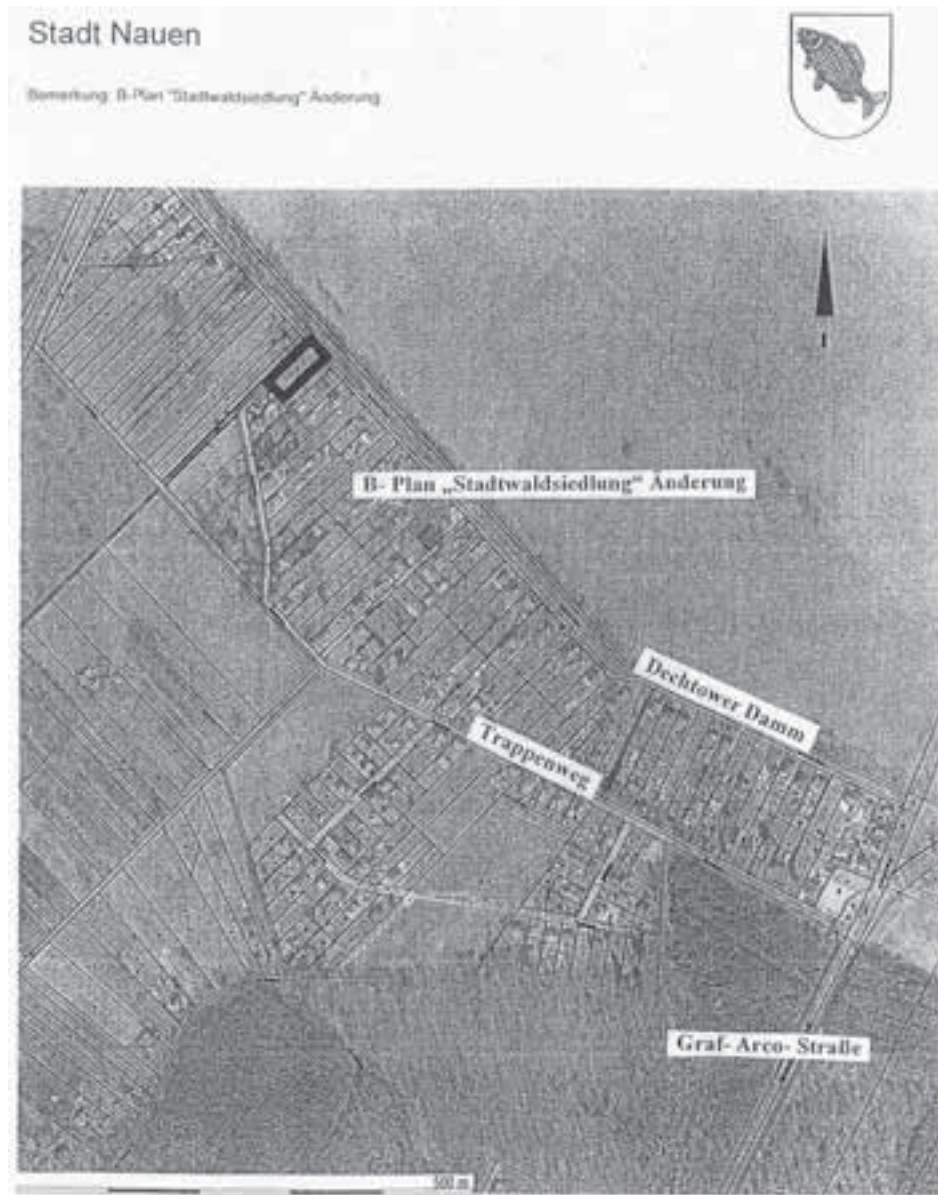 Stadt Nauen
Bemerkung: B-Plan "Stadtwaldsiedlung" Änderung
B- Plan „Stadtwaldsiedlung“ Änderung
Dechtower Damm
Trappenweg
Graf- Arco- Straße
500 m